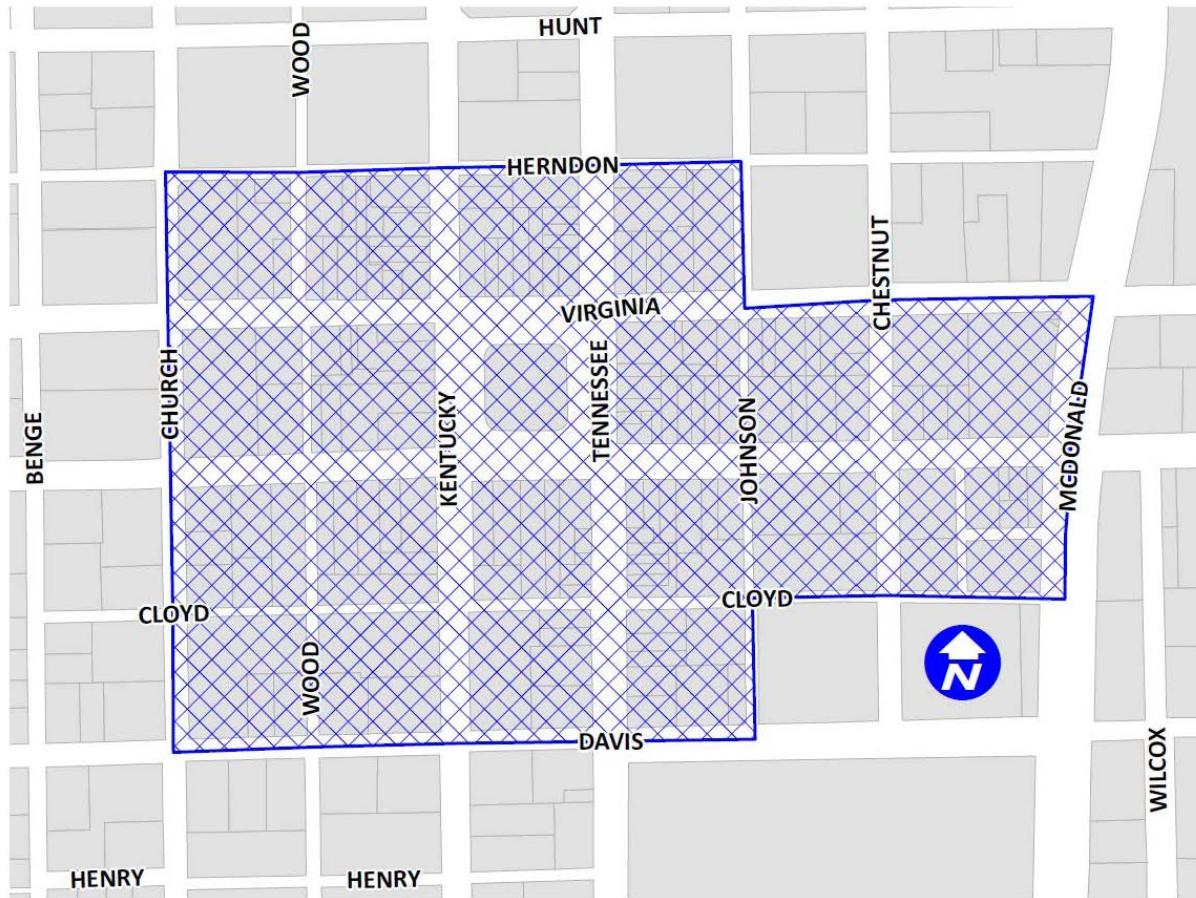 HUNT
WOOD
HERNDON
CHESTNUT
VIRGINIA
TENNESSEE
CHURCH
KENTUCKY
JOHNSON
MCDONALD
BENGE
CLOYD
CLOYD
WOOD
N
DAVIS
WILCOX
HENRY
HENRY